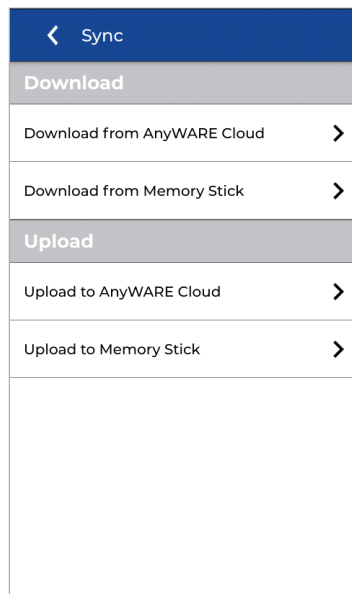 Sync
Download
Download from AnyWARE Cloud
Download from Memory Stick
Upload
Upload to AnyWARE Cloud
Upload to Memory Stick